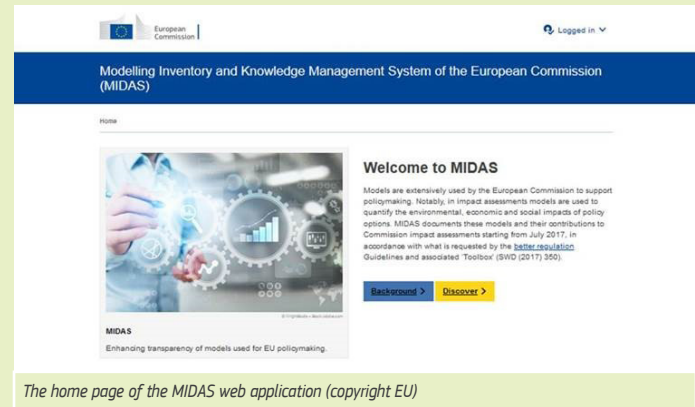 European
Commission
Logged in
Modelling Inventory and Knowledge Management System of the European Commission
(MIDAS)
Home
Welcome to MIDAS
Models are extensively used by the European Commission to support
policymaking. Notably, in impact assessments models are used to
quantify the environmental, economic and social impacts of policy
options. MIDAS documents these models and their contributions to
Commission impact assessments starting from July 2017, in
accordance with what is requested by the better regulation
Guidelines and associated 'Toolbox' (SWD (2017) 350).
Background >
Discover >
MIDAS
Enhancing transparency of models used for EU policymaking.
The home page of the MIDAS web application (copyright EU)